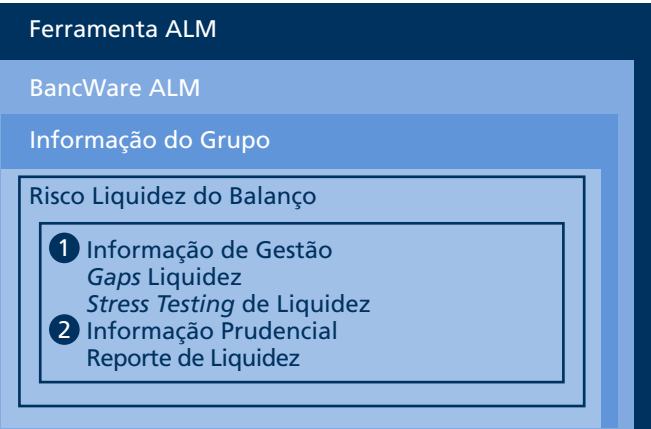 Ferramenta ALM
BancWare ALM
Informação do Grupo
Risco Liquidez do Balanço
1 Informação de Gestão
Gaps Liquidez
Stress Testing de Liquidez
2 Informação Prudencial
Reporte de Liquidez